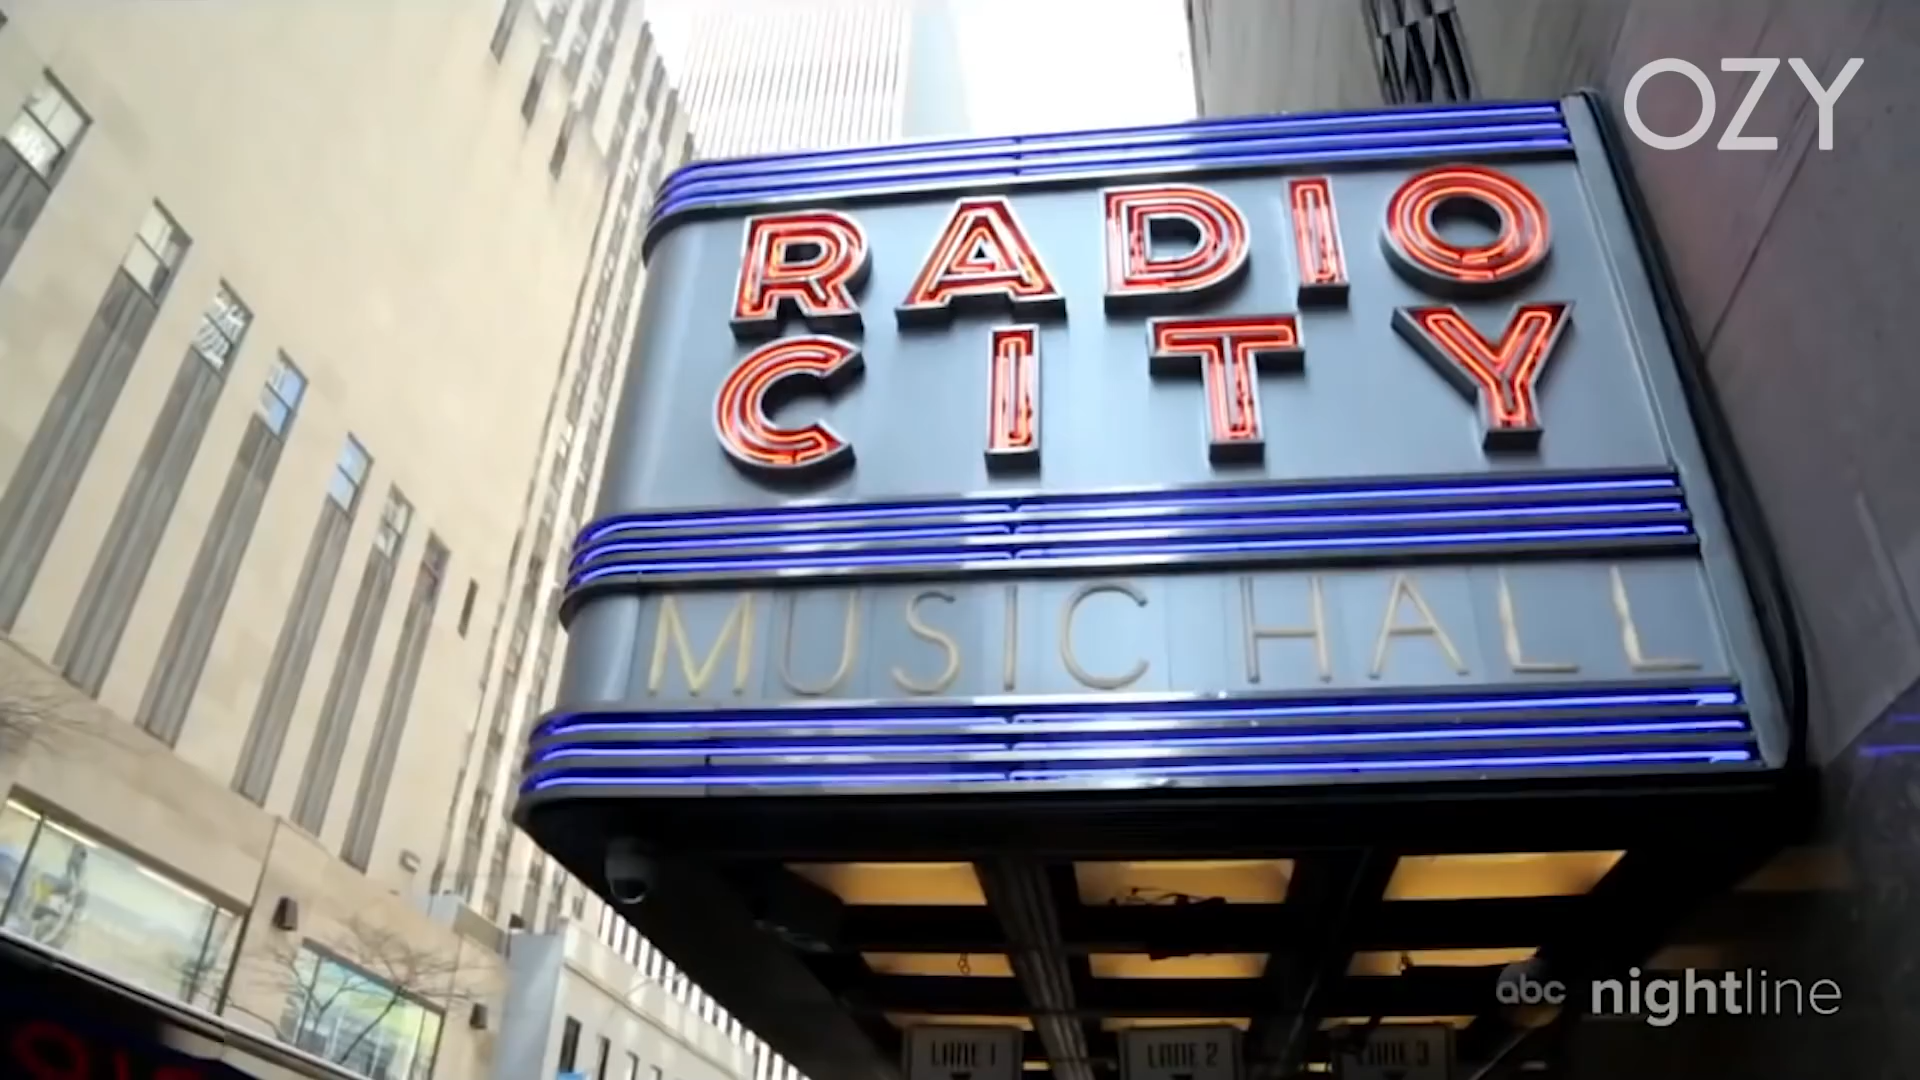 OZY
RADIO
CITY
MUSIC HALL
abc nightline
LANE 1
LANE 2
LANE 3